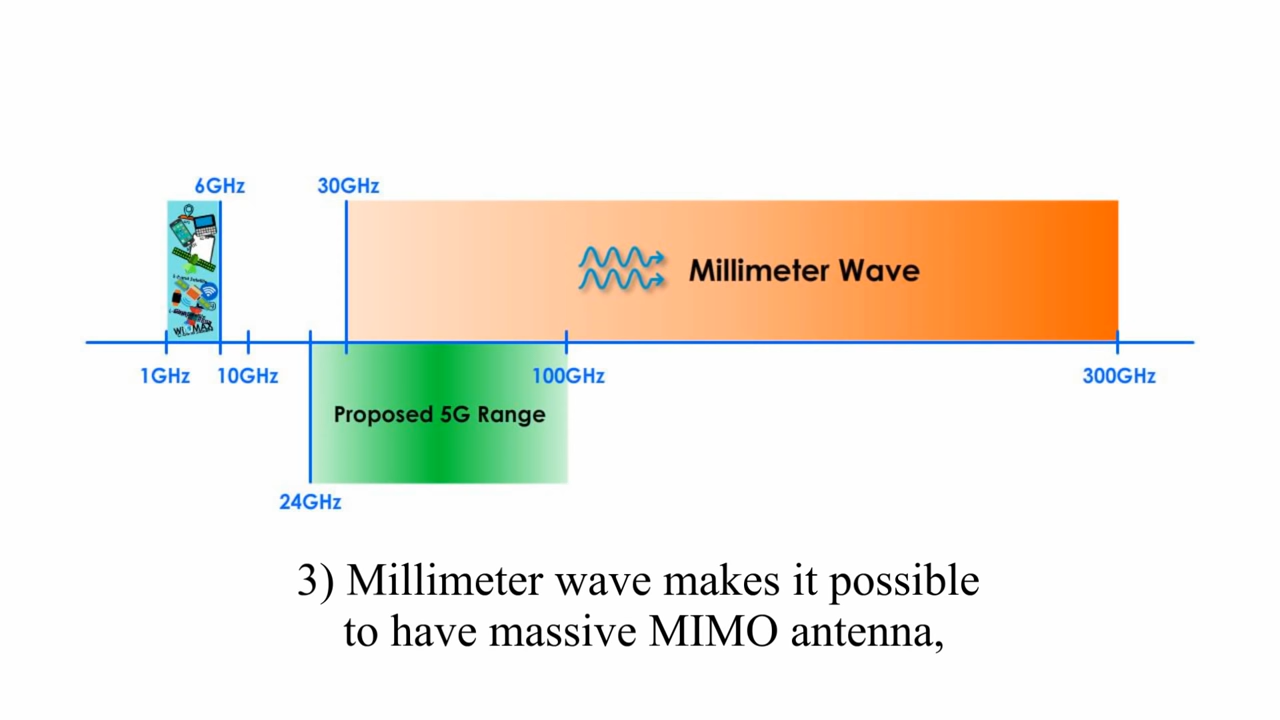 6GHz
30GHz
Millimeter Wave
WiMAX
1GHz
10GHz
100GHz
300GHz
Proposed 5G Range
24GHz
3) Millimeter wave makes it possible
to have massive MIMO antenna,